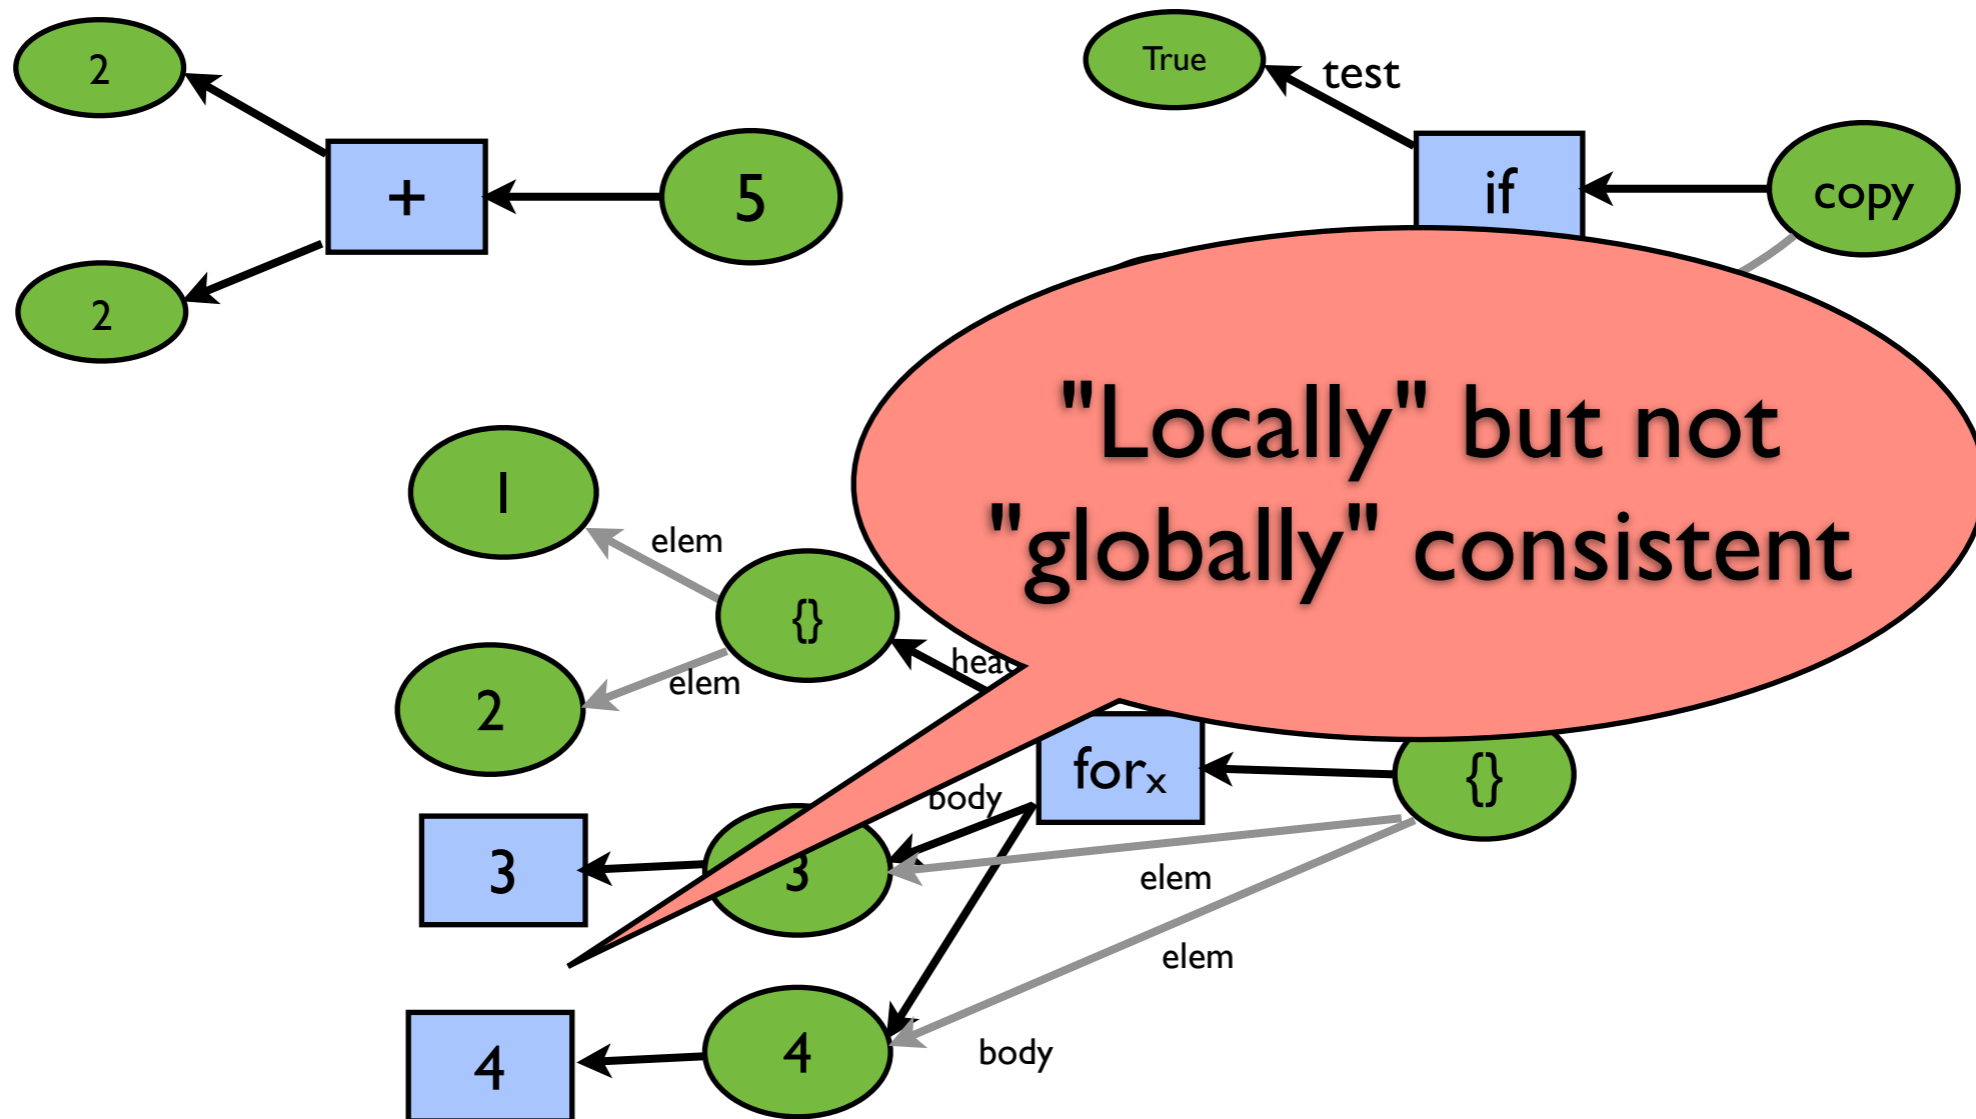 2
+
5
2
True
test
if
copy
"Locally" but not
"globally" consistent
1
elem
{}
elem
2
forₓ
{}
body
3
3
elem
elem
4
4
body